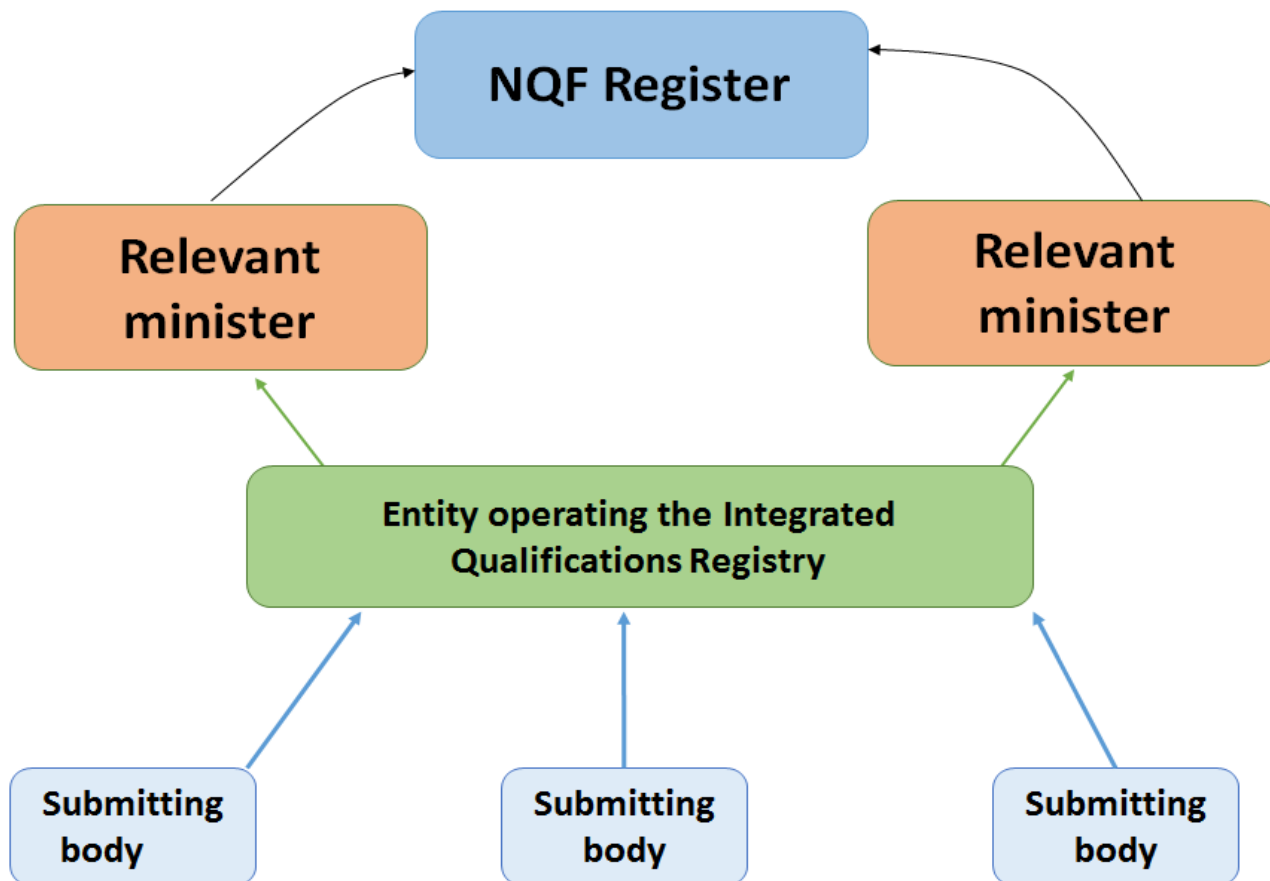 NQF Register
Relevant
minister
Relevant
minister
Entity operating the Integrated
Qualifications Registry
Submitting
body
Submitting
body
Submitting
body